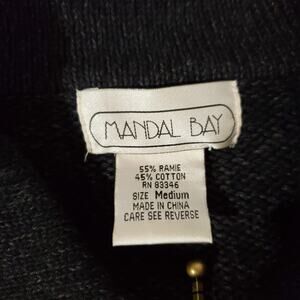 MANDAL BAY
55% RAMIE
45% COTTON
RN 83346
SIZE Medium
MADE IN CHINA
CARE SEE REVERSE